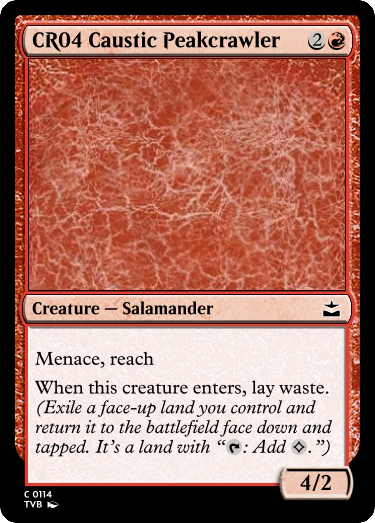 CR04 Caustic Peakcrawler 2
Creature — Salamander
Menace, reach
When this creature enters, lay waste.
(Exile a face-up land you control and
return it to the battlefield face down and
tapped. It's a land with “: Add .”)
4/2
C 0114
TVB